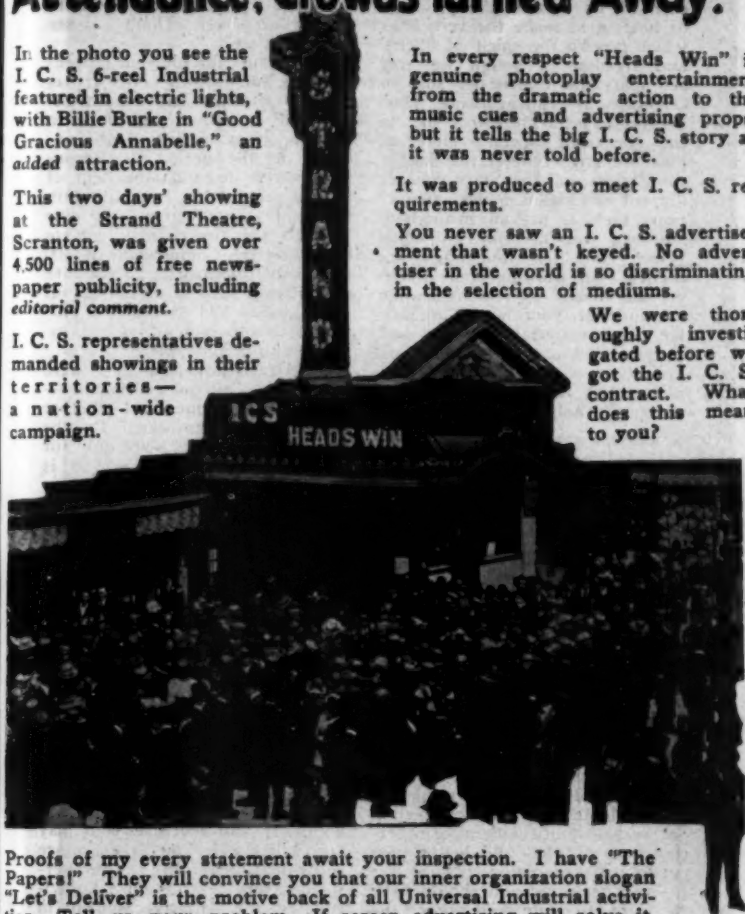 Attendance, Crowds Turned Away.
In the photo you see the
I. C. S. 6-reel Industrial
featured in electric lights,
with Billie Burke in "Good
Gracious Annabelle," an
added attraction.
This two days' showing
at the Strand Theatre,
Scranton, was given over
4,500 lines of free news-
paper publicity, including
editorial comment.
I. C. S. representatives de-
manded showings in their
territories—
a nation-wide
campaign.
STRAND
ICS
HEADS WIN
In every respect "Heads Win" i
genuine photoplay entertainmen
from the dramatic action to th
music cues and advertising props
but it tells the big I. C. S. story a
it was never told before.
It was produced to meet I. C. S. re
quirements.
You never saw an I. C. S. advertise
ment that wasn't keyed. No adver
tiser in the world is so discriminatin
in the selection of mediums.
We were thor
oughly investi
gated before w
got the I. C. S
contract. Wha
does this mean
to you?
Proofs of my every statement await your inspection. I have "The
Papers!" They will convince you that our inner organization slogan
"Let's Deliver" is the motive back of all Universal Industrial activi-